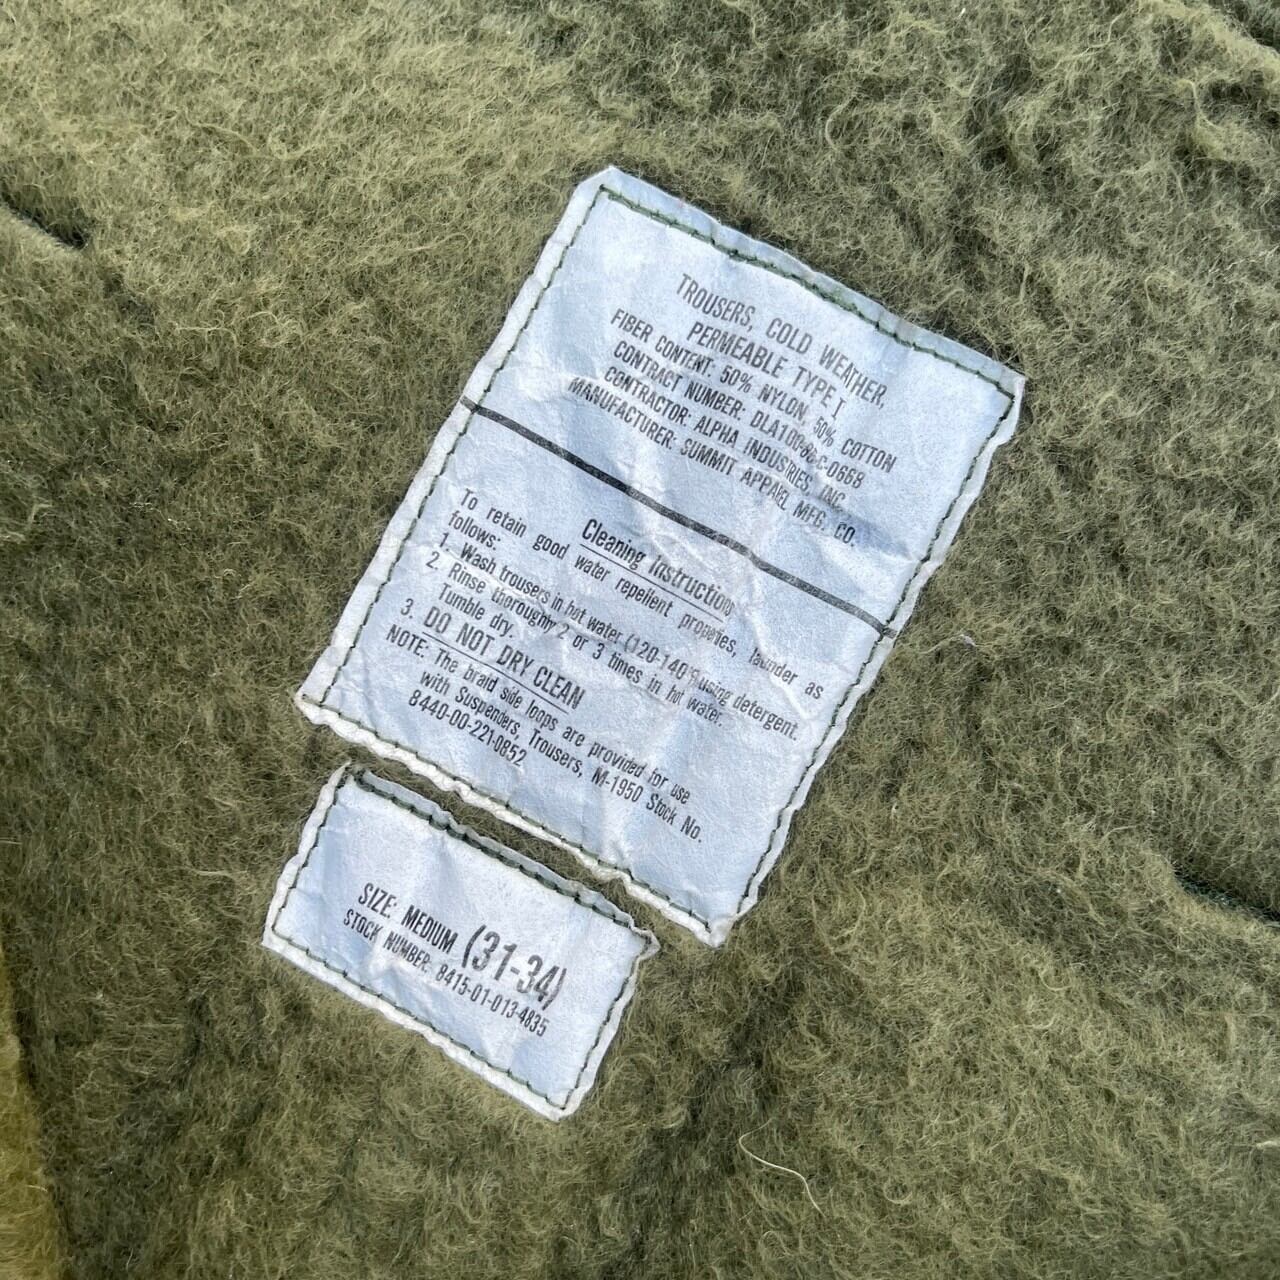 TROUSERS, COLD WEATHER,
PERMEABLE TYPE I
FIBER CONTENT: 50% NYLON, 50% COTTON
CONTRACT NUMBER:
CONTRACTOR: ALPHA INDUSTRIES, INC.
MANUFACTURER: SUMMIT APPAREL MFG. CO.
Cleaning Instruction
To retain good water repellent properties, launder as
follows:
1. Wash trousers in hot water (120-140°F using detergent.
2. Rinse thoroughly 2 or 3 times in hot water.
Tumble dry.
3. DO NOT DRY CLEAN
NOTE: The braid side loops are provided for use
with Suspenders, Trousers, M-1950 Stock No.
8440-00-221-0852
SIZE: MEDIUM (31-34)
STOCK NUMBER: 8415-01-013-4835